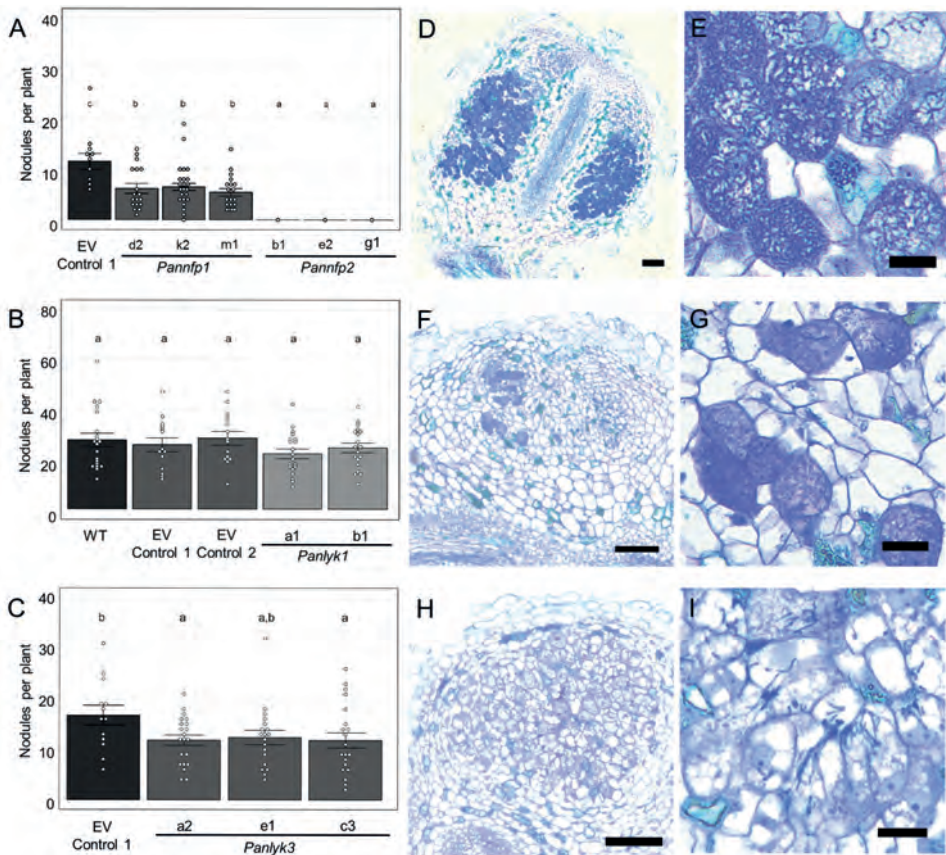 A
Nodules per plant
40
30
20
10
0
c b b b a a a
EV
Control 1
d2 k2 m1 b1 e2 g1
Pannfp1 Pannfp2
B
Nodules per plant
80
60
40
20
0
a a a a a
WT
EV
Control 1
EV
Control 2
a1 b1
Panlyk1
C
Nodules per plant
40
30
20
10
0
b a a,b a
EV
Control 1
a2 e1 c3
Panlyk3
D
E
F
G
H
I